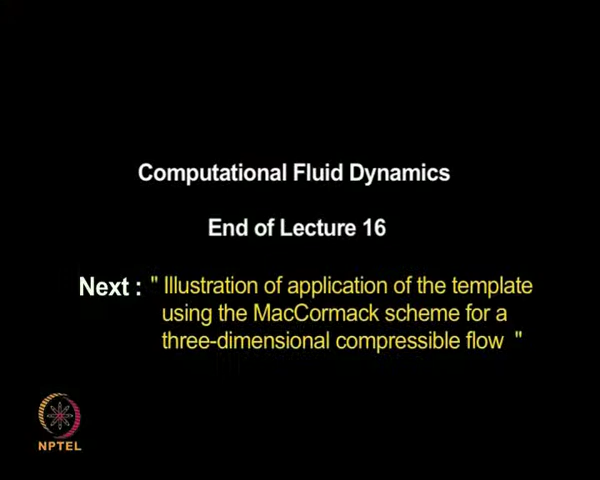 Computational Fluid Dynamics
End of Lecture 16
Next : " Illustration of application of the template
using the MacCormack scheme for a
three-dimensional compressible flow "
NPTEL